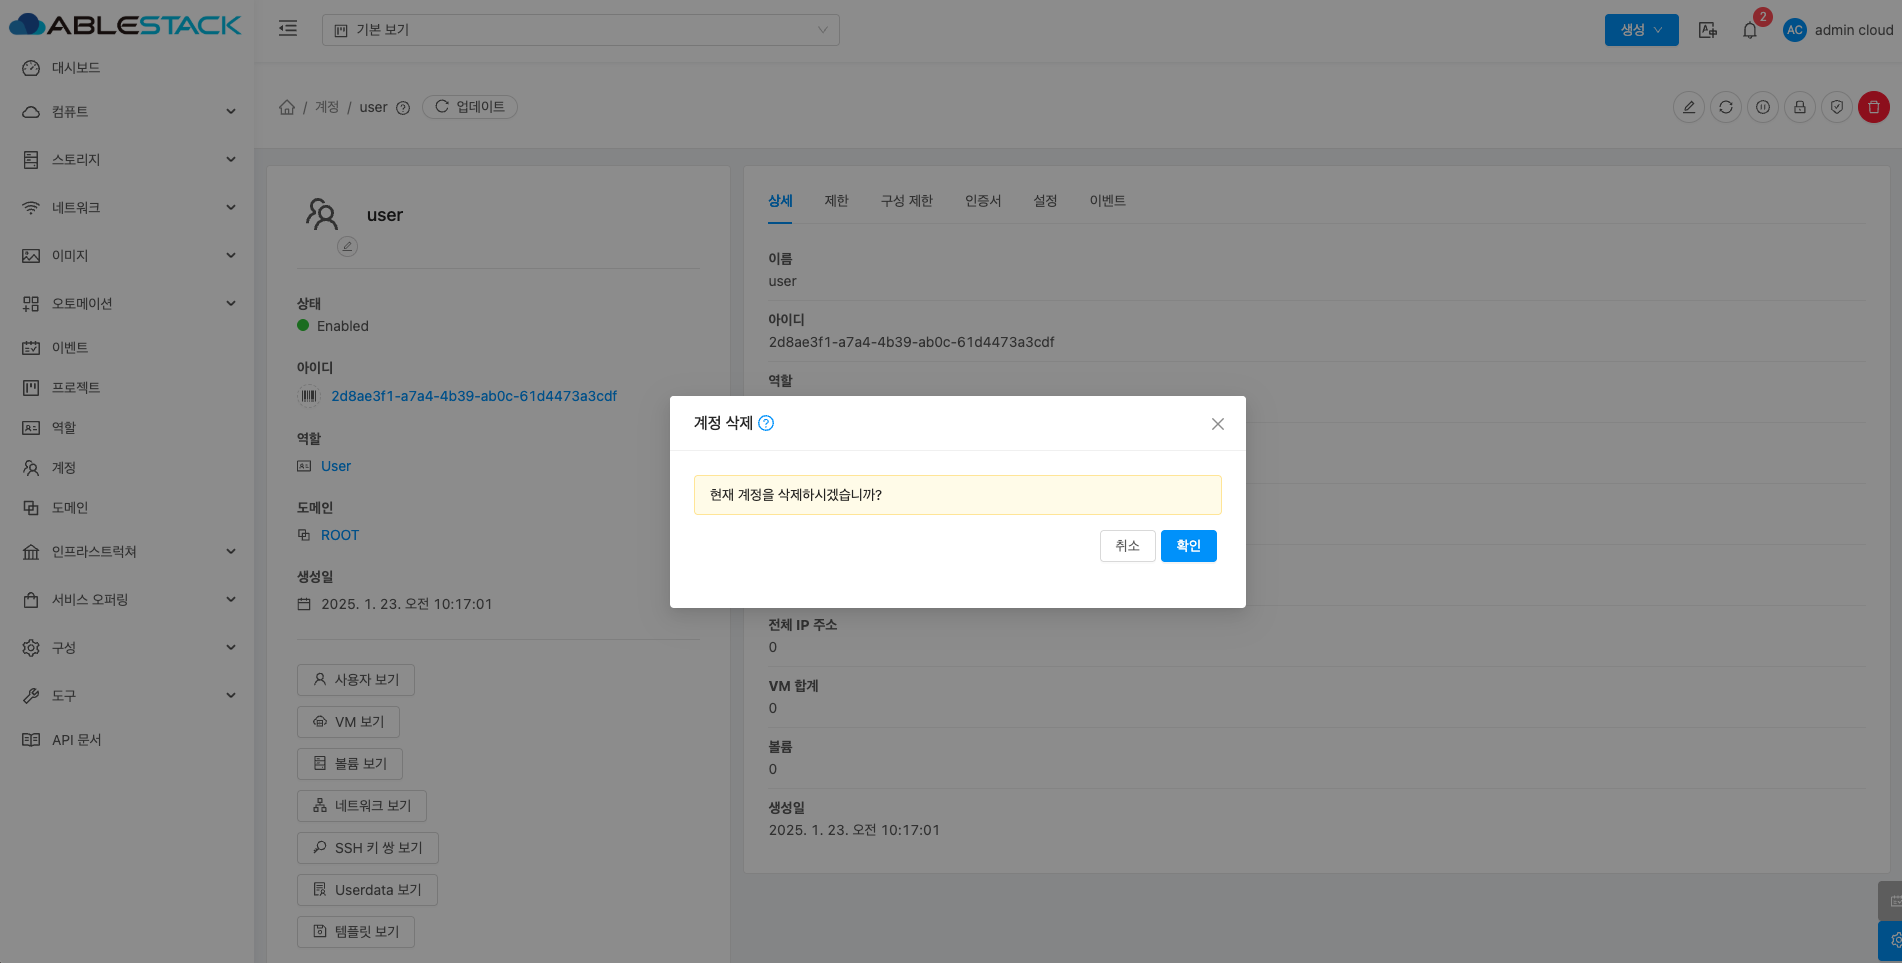 ABLESTACK
기본 보기
생성
2
AC
admin cloud
대시보드
컴퓨트
스토리지
네트워크
이미지
오토메이션
이벤트
프로젝트
역할
계정
도메인
인프라스트럭쳐
서비스 오퍼링
구성
도구
API 문서
/ 계정 / user
업데이트
user
상태
Enabled
아이디
2d8ae3f1-a7a4-4b39-ab0c-61d4473a3cdf
역할
User
도메인
ROOT
생성일
2025. 1. 23. 오전 10:17:01
사용자 보기
VM 보기
볼륨 보기
네트워크 보기
SSH 키 쌍 보기
Userdata 보기
템플릿 보기
상세 제한 구성 제한 인증서 설정 이벤트
이름
user
아이디
2d8ae3f1-a7a4-4b39-ab0c-61d4473a3cdf
역할
계정 삭제
현재 계정을 삭제하시겠습니까?
취소
확인
전체 IP 주소
0
VM 합계
0
볼륨
0
생성일
2025. 1. 23. 오전 10:17:01